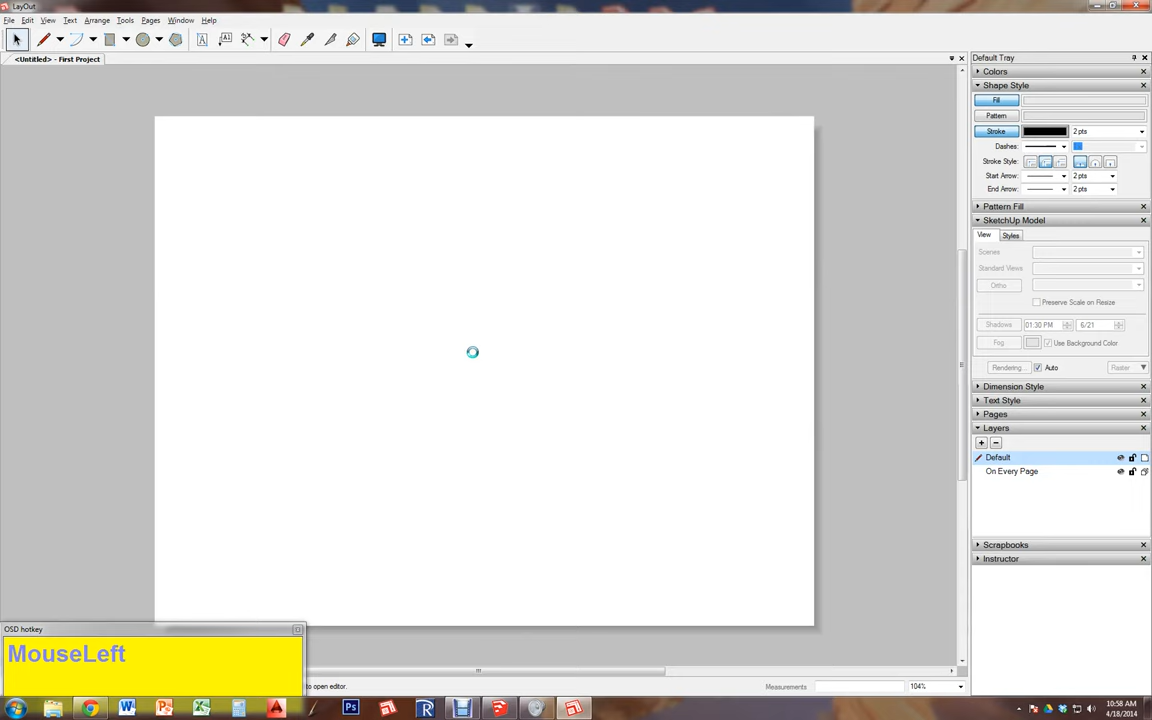 LayOut
File Edit View Text Arrange Tools Pages Window Help
<Untitled> - First Project
Default Tray
Colors
Shape Style
Fill
Pattern
Stroke 2 pts
Dashes:
Stroke Style:
Start Arrow: 2 pts
End Arrow: 2 pts
Pattern Fill
SketchUp Model
View Styles
Scenes
Standard Views
Ortho
Preserve Scale on Resize
Shadows 01:30 PM 6/21
Fog Use Background Color
Rendering... Auto Raster
Dimension Style
Text Style
Pages
Layers
Default
On Every Page
Scrapbooks
Instructor
OSD hotkey
MouseLeft
to open editor.
Measurements 104%
10:58 AM
4/18/2014